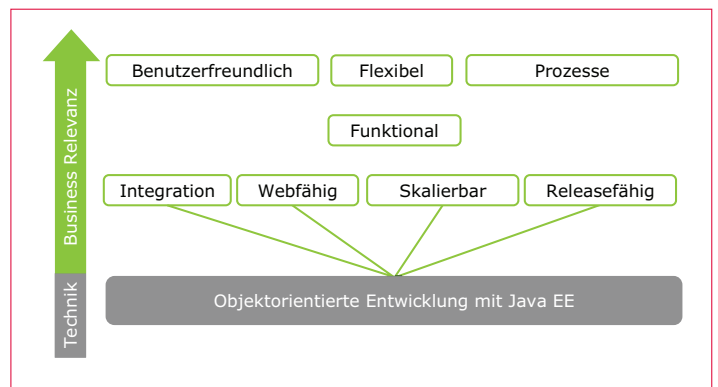 Business Relevanz
Technik
Benutzerfreundlich
Flexibel
Prozesse
Funktional
Integration
Webfähig
Skalierbar
Releasefähig
Objektorientierte Entwicklung mit Java EE